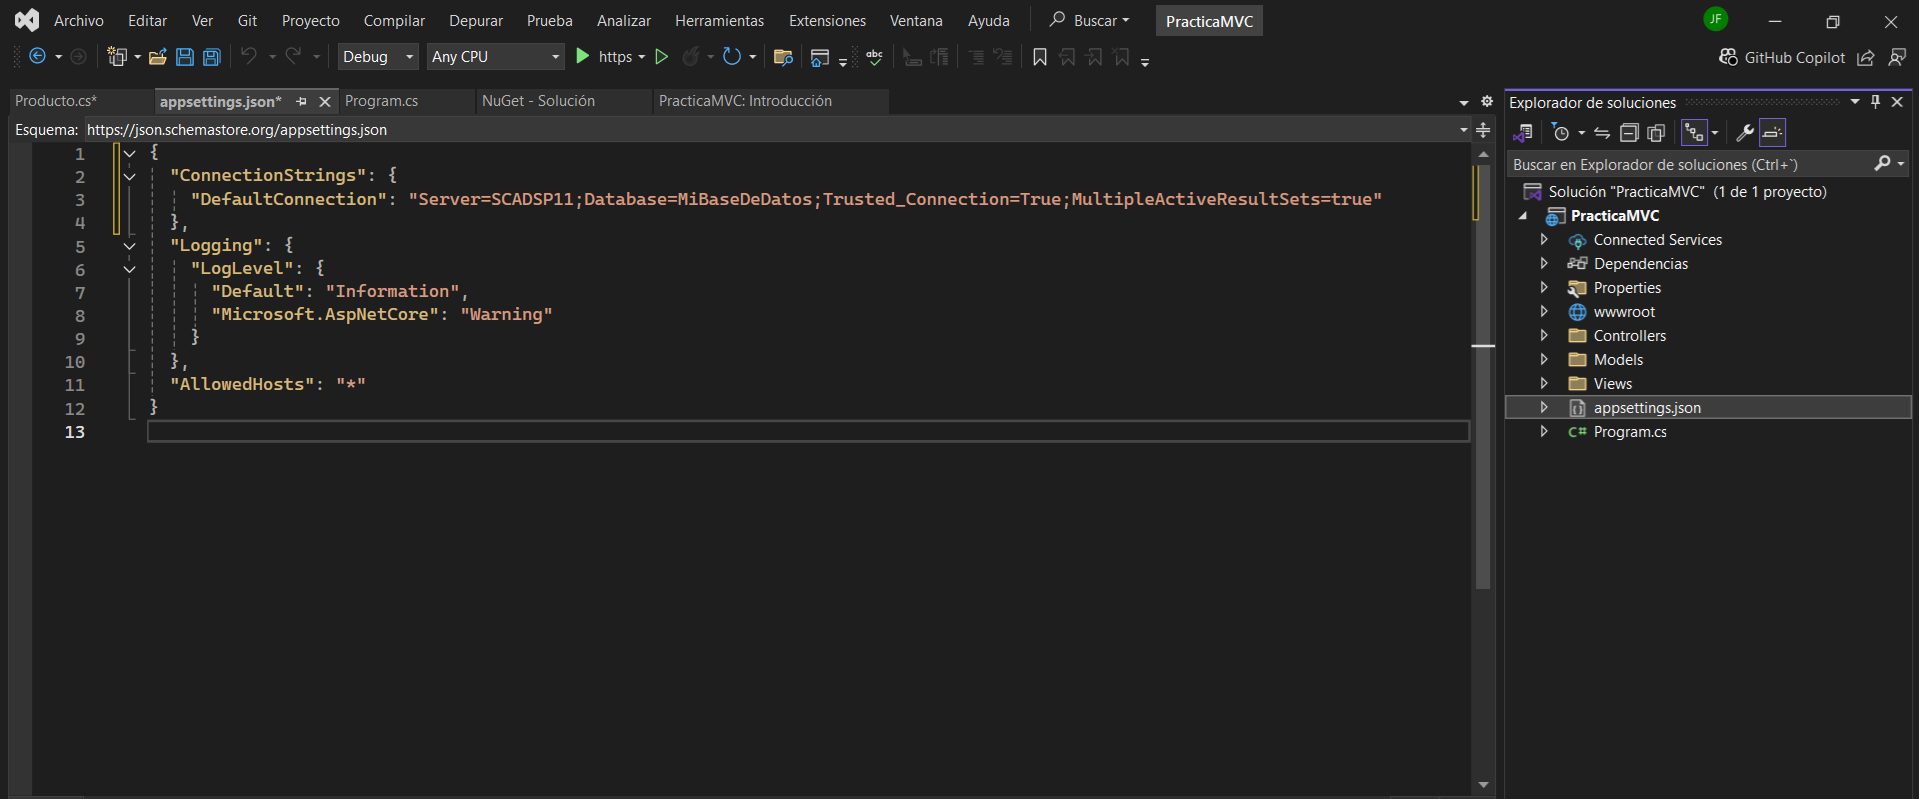 Archivo Editar Ver Git Proyecto Compilar Depurar Prueba Analizar Herramientas Extensiones Ventana Ayuda Buscar PracticaMVC JF
Debug Any CPU https abc GitHub Copilot
Producto.cs* appsettings.json* Program.cs NuGet - Solución PracticaMVC: Introducción
Esquema: https://json.schemastore.org/appsettings.json
1 {
2 "ConnectionStrings": {
3 "DefaultConnection": "Server=SCADSP11;Database=MiBaseDeDatos;Trusted_Connection=True;MultipleActiveResultSets=true"
4 },
5 "Logging": {
6 "LogLevel": {
7 "Default": "Information",
8 "Microsoft.AspNetCore": "Warning"
9 }
10 },
11 "AllowedHosts": "*"
12 }
13
Explorador de soluciones
Buscar en Explorador de soluciones (Ctrl+`)
Solución "PracticaMVC" (1 de 1 proyecto)
PracticaMVC
Connected Services
Dependencias
Properties
wwwroot
Controllers
Models
Views
appsettings.json
C# Program.cs